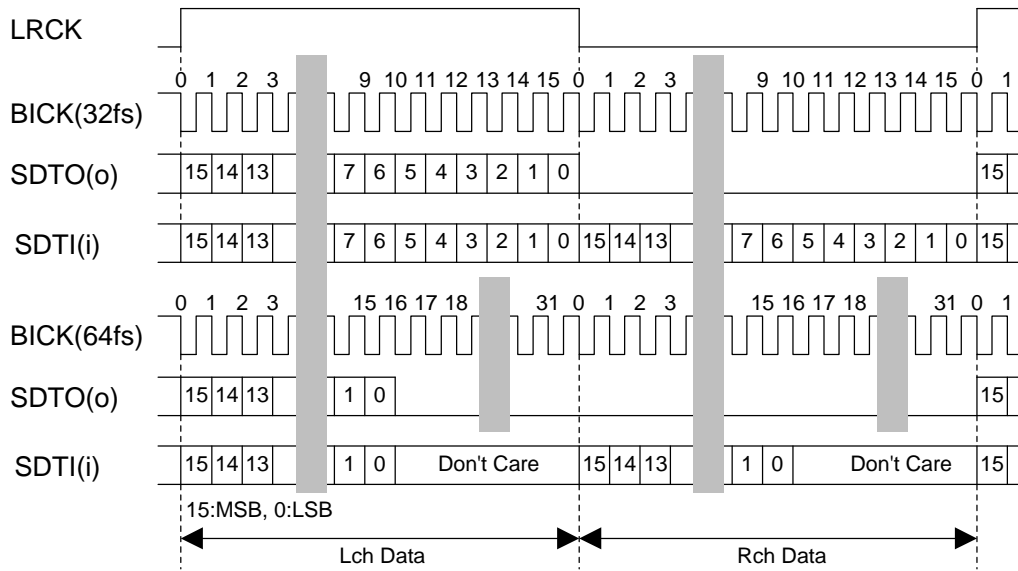 LRCK
0 1 2 3 9 10 11 12 13 14 15 0 1 2 3 9 10 11 12 13 14 15 0 1
BICK(32fs)
SDTO(o) 15 14 13 7 6 5 4 3 2 1 0 15
SDTI(i) 15 14 13 7 6 5 4 3 2 1 0 15 14 13 7 6 5 4 3 2 1 0 15
0 1 2 3 15 16 17 18 31 0 1 2 3 15 16 17 18 31 0 1
BICK(64fs)
SDTO(o) 15 14 13 1 0 15
SDTI(i) 15 14 13 1 0 Don't Care 15 14 13 1 0 Don't Care 15
15:MSB, 0:LSB
Lch Data Rch Data